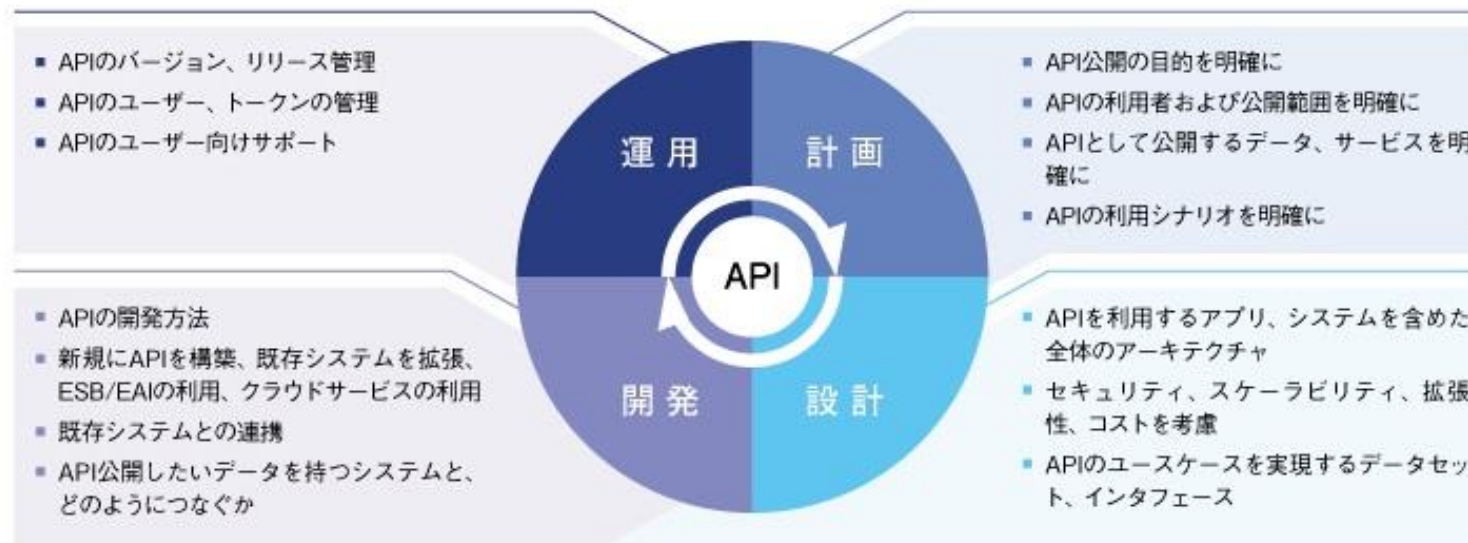 ■ APIのバージョン、リリース管理
■ APIのユーザー、トークンの管理
■ APIのユーザー向けサポート
運用
計画
■ API公開の目的を明確に
■ APIの利用者および公開範囲を明確に
■ APIとして公開するデータ、サービスを明
確に
■ APIの利用シナリオを明確に
API
■ APIの開発方法
■ 新規にAPIを構築、既存システムを拡張、
ESB/EAIの利用、クラウドサービスの利用
■ 既存システムとの連携
■ API公開したいデータを持つシステムと、
どのようにつなぐか
開発
設計
■ APIを利用するアプリ、システムを含めた
全体のアーキテクチャ
■ セキュリティ、スケーラビリティ、拡張
性、コストを考慮
■ APIのユースケースを実現するデータセッ
ト、インタフェース